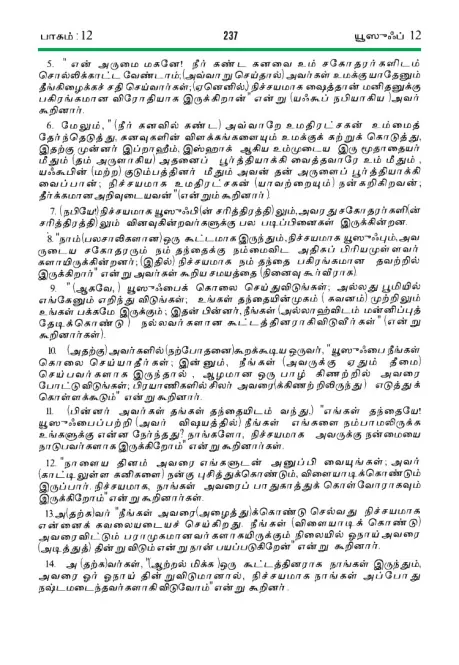 பாகம் : 12 237 யூஸுஃப் 12
5. "என் அருமை மகனே! நீர் கண்ட கனவை உம் சகோதரர்களிடம்
சொல்லிக்காட்ட வேண்டாம்; (அவ்வாறு செய்தால்) அவர்கள் உமக்கு யாதேனும்
தீங்கிழைக்கச் சதி செய்வார்கள்; (ஏனெனில்,) நிச்சயமாக ஷைத்தான் மனிதனுக்கு
பகிரங்கமான விரோதியாக இருக்கிறான்" என்று (யஃகூப் நபியாகிய) அவர்
கூறினார்.
6. மேலும், "(நீர் கனவில் கண்ட) அவ்வாறே உமதிரட்சகன் உம்மைத்
தேர்ந்தெடுத்து, கனவுகளின் விளக்கங்களையும் உமக்குக் கற்றுக் கொடுத்து,
இதற்கு முன்னர் இப்றாஹீம், இஸ்ஹாக் ஆகிய உம்முடைய இரு மூதாதையர்
மீதும் (தம் அருளாகிய) அதனைப் பூர்த்தியாக்கி வைத்தவாரே உம் மீதும்,
யஃகூபின் (மற்ற) குடும்பத்தினர் மீதும் அவன் தன் அருளைப் பூர்த்தியாக்கி
வைப்பான்; நிச்சயமாக உமதிரட்சகன் (யாவற்றையும்) நன்கறிகிறவன்;
தீர்க்கமான அறிவுடையவன்" (என்றும் கூறினார்.)
7. (நபியே!) நிச்சயமாக யூஸுஃபி(ன் சரித்திரத்தி)லும், அவரது சகோதரர்களி(ன்
சரித்திரத்தி)லும் வினவுகின்றவர்களுக்கு பல படிப்பினைகள் இருக்கின்றன.
8. "நாம் (பலசாலிகளான) ஒரு கூட்டமாக இருந்தும், நிச்சயமாக யூஸுஃபும், அவ
ருடைய சகோதரரும் நம் தந்தைக்கு நம்மைவிட அதிகப் பிரியமுள்ளவர்
களாயிருக்கின்றனர்; (இதில்) நிச்சயமாக நம் தந்தை பகிரங்கமான தவற்றில்
இருக்கிறார்" என்று அவர்கள் கூறிய சமயத்தை (நினைவு கூர்வீராக).
9. "(ஆகவே,) யூஸுஃபைக் கொலை செய்துவிடுங்கள்; அல்லது பூமியில்
எங்கேனும் எறிந்து விடுங்கள்; உங்கள் தந்தையின் முகம் (கவனம்) முற்றிலும்
உங்கள் பக்கமே இருக்கும்; இதன் பின்னர், நீங்கள் (அல்லாஹ்விடம் மன்னிப்புத்
தேடிக்கொண்டு) நல்லவர்களான கூட்டத்தினராகிவிடுவீர்கள்" (என்று
கூறினார்கள்).
10. (அதற்கு) அவர்களில் (நற்போதனை) கூறக்கூடிய ஒருவர், "யூஸுஃபை நீங்கள்
கொலை செய்யாதீர்கள்; இன்னும், நீங்கள் (அவருக்கு ஏதும் தீமை)
செய்பவர்களாக இருந்தால், ஆழமான ஒரு பாழ் கிணற்றில் அவரை
போட்டுவிடுங்கள்; பிரயாணிகளில் சிலர் அவரை(க்கிணற்றிலிருந்து) எடுத்துக்
கொள்ளக்கூடும்" என்று கூறினார்.
11. (பின்னர் அவர்கள் தங்கள் தந்தையிடம் வந்து,) "எங்கள் தந்தையே!
யூஸுஃபைப்பற்றி (அவர் விஷயத்தில்) நீங்கள் எங்களை நம்பாமலிருக்க
உங்களுக்கு என்ன நேர்ந்தது? நாங்களோ, நிச்சயமாக அவருக்கு நன்மையை
நாடுபவர்களாக இருக்கிறோம்" என்று கூறினார்கள்.
12. "நாளைய தினம் அவரை எங்களுடன் அனுப்பி வையுங்கள்; அவர்
(காட்டிலுள்ள கனிகளை) நன்கு புசித்துக்கொண்டும், விளையாடிக்கொண்டும்
இருப்பார். நிச்சயமாக, நாங்கள் அவரைப் பாதுகாத்துக் கொள்வோராகவும்
இருக்கிறோம்" என்று கூறினார்கள்.
13. அ(தற்க)வர் "நீங்கள் அவரை(அழைத்து)க்கொண்டு செல்வது நிச்சயமாக
என்னைக் கவலையடையச் செய்கிறது. நீங்கள் (விளையாடிக் கொண்டு)
அவரைவிட்டும் பராமுகமானவர்களாகயிருக்கும் நிலையில் ஓநாய் அவரை
(அடித்துத்) தின்று விடும் என்று நான் பயப்படுகிறேன்" என்று கூறினார்.
14. அ (தற்க)வர்கள், "(ஆற்றல் மிக்க) ஒரு கூட்டத்தினராக நாங்கள் இருந்தும்,
அவரை ஓர் ஓநாய் தின்றுவிடுமானால், நிச்சயமாக நாங்கள் அப்போது
நஷ்டமடைந்தவர்களாகிவிடுவோம்" என்று கூறினர்.